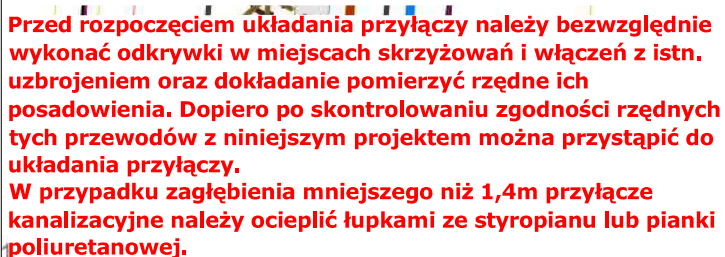 Przed rozpoczęciem układania przyłączy należy bezwzględnie
wykonać odkrywki w miejscach skrzyżowań i włączeń z istn.
uzbrojeniem oraz dokładanie pomierzyć rzędne ich
posadowienia. Dopiero po skontrolowaniu zgodności rzędnych
tych przewodów z niniejszym projektem można przystąpić do
układania przyłączy.
W przypadku zagłębienia mniejszego niż 1,4m przyłącze
kanalizacyjne należy ocieplić łupkami ze styropianu lub pianki
poliuretanowej.